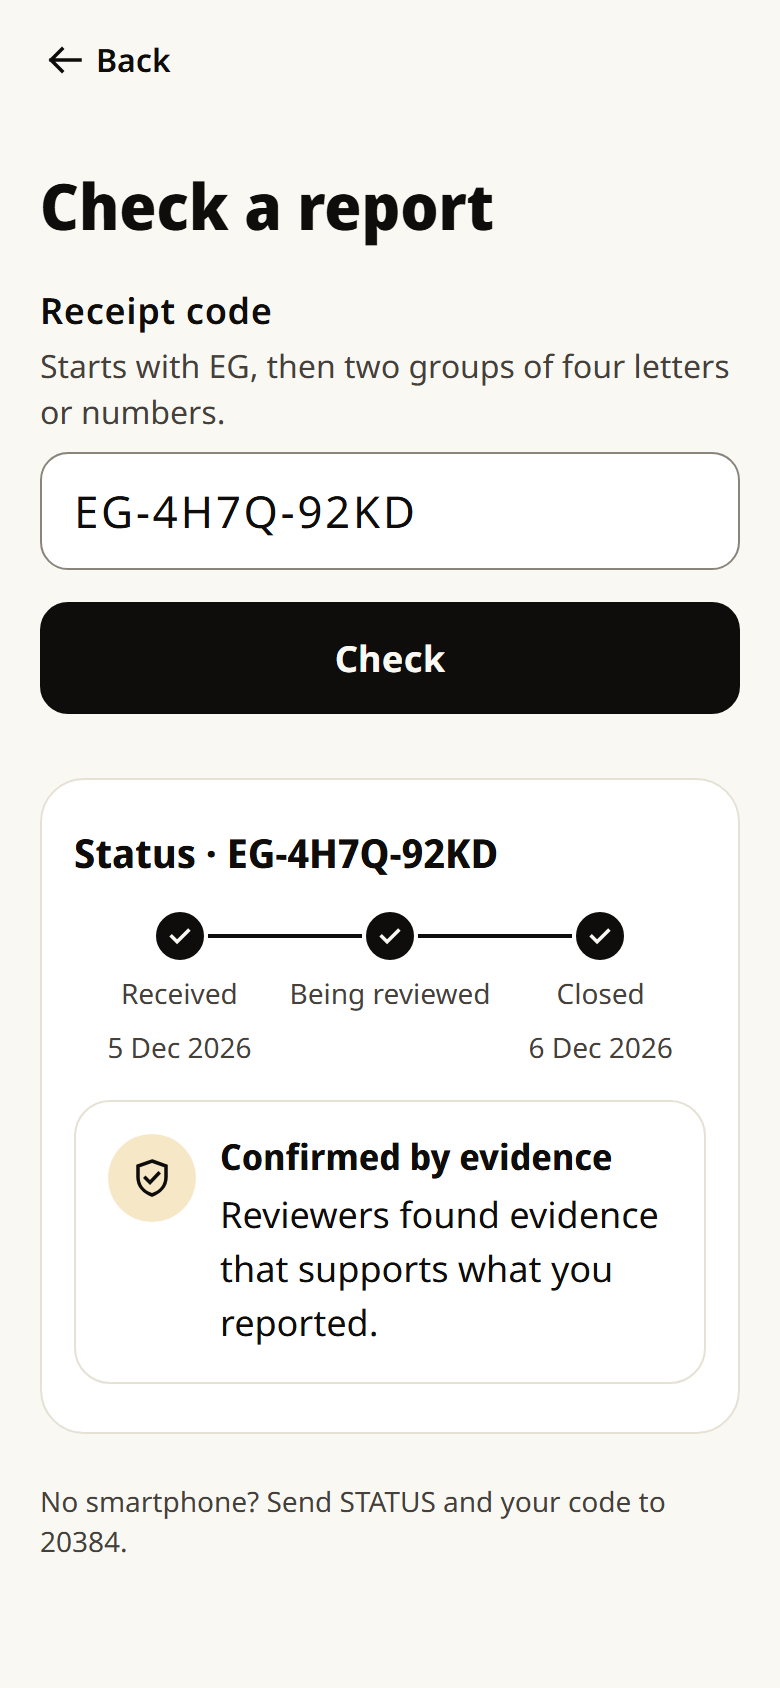 Back
Check a report
Receipt code
Starts with EG, then two groups of four letters
or numbers.
EG-4H7Q-92KD
Check
Status · EG-4H7Q-92KD
Received
Being reviewed
Closed
5 Dec 2026
6 Dec 2026
Confirmed by evidence
Reviewers found evidence
that supports what you
reported.
No smartphone? Send STATUS and your code to
20384.